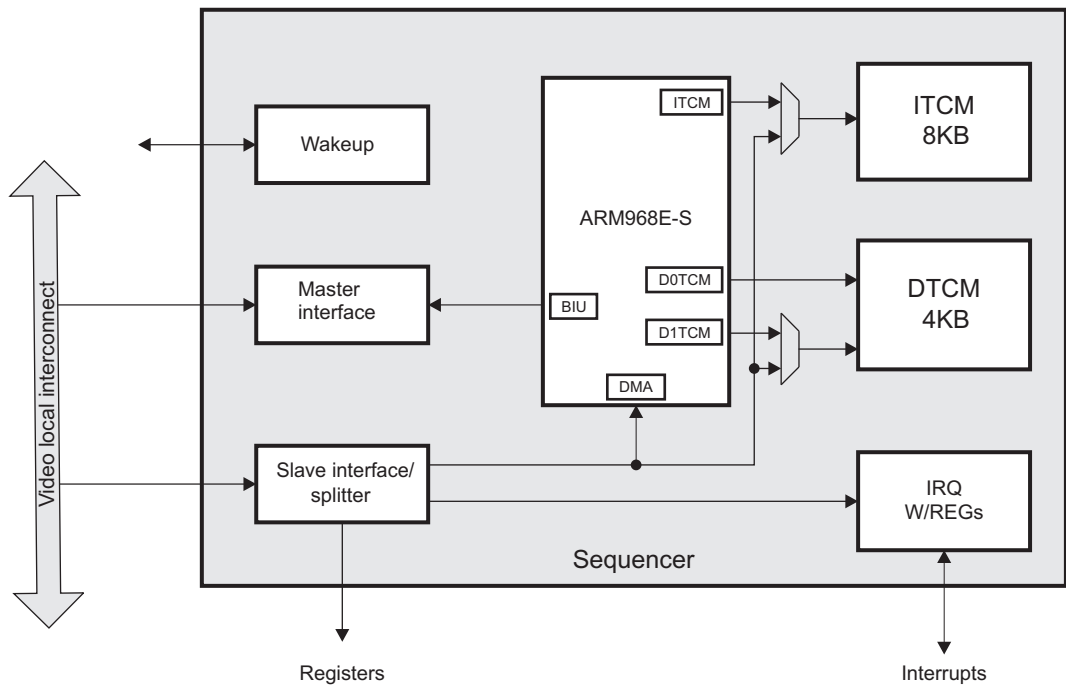 ITCM
ITCM
8KB
Wakeup
ARM968E-S
D0TCM
DTCM
4KB
Master
interface
BIU
D1TCM
DMA
Video local interconnect
Slave interface/
splitter
IRQ
W/REGs
Sequencer
Registers
Interrupts